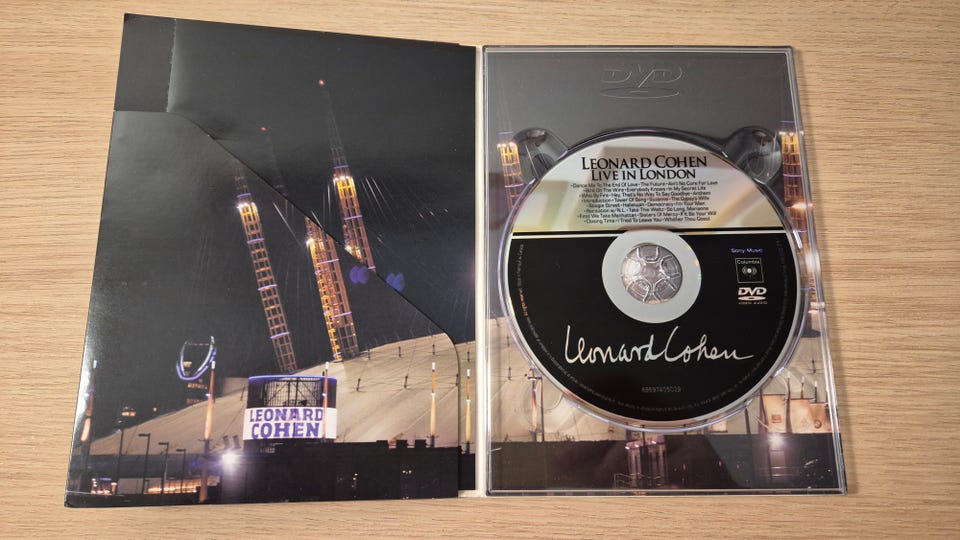 LEONARD
COHEN
DVD
LEONARD COHEN
LIVE IN LONDON
•Dance Me To The End Of Love •The Future •Ain't No Cure For Love
•Bird On The Wire •Everybody Knows •In My Secret Life
•Who By Fire •Hey, That's No Way To Say Goodbye •Anthem
•Introduction •Tower Of Song •Suzanne •The Gypsy's Wife
•Boogie Street •Hallelujah •Democracy •I'm Your Man
•Recitation w/ N.L. •Take This Waltz •So Long, Marianne
•First We Take Manhattan •Sisters Of Mercy •If It Be Your Will
•Closing Time •I Tried To Leave You •Whither Thou Goest
Sony Music
Columbia
DVD
Leonard Cohen
88697405029